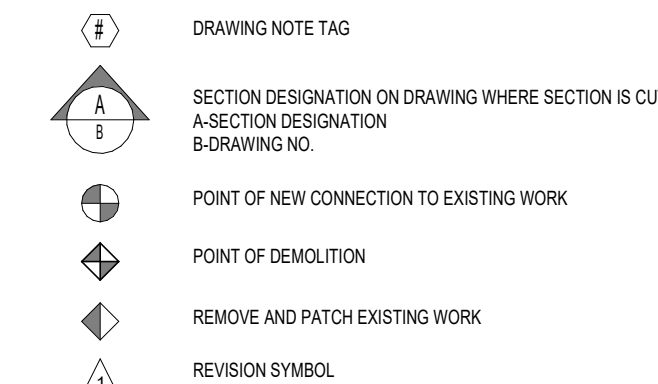 # DRAWING NOTE TAG
SECTION DESIGNATION ON DRAWING WHERE SECTION IS CU
A A-SECTION DESIGNATION
B B-DRAWING NO.
POINT OF NEW CONNECTION TO EXISTING WORK
POINT OF DEMOLITION
REMOVE AND PATCH EXISTING WORK
REVISION SYMBOL
1